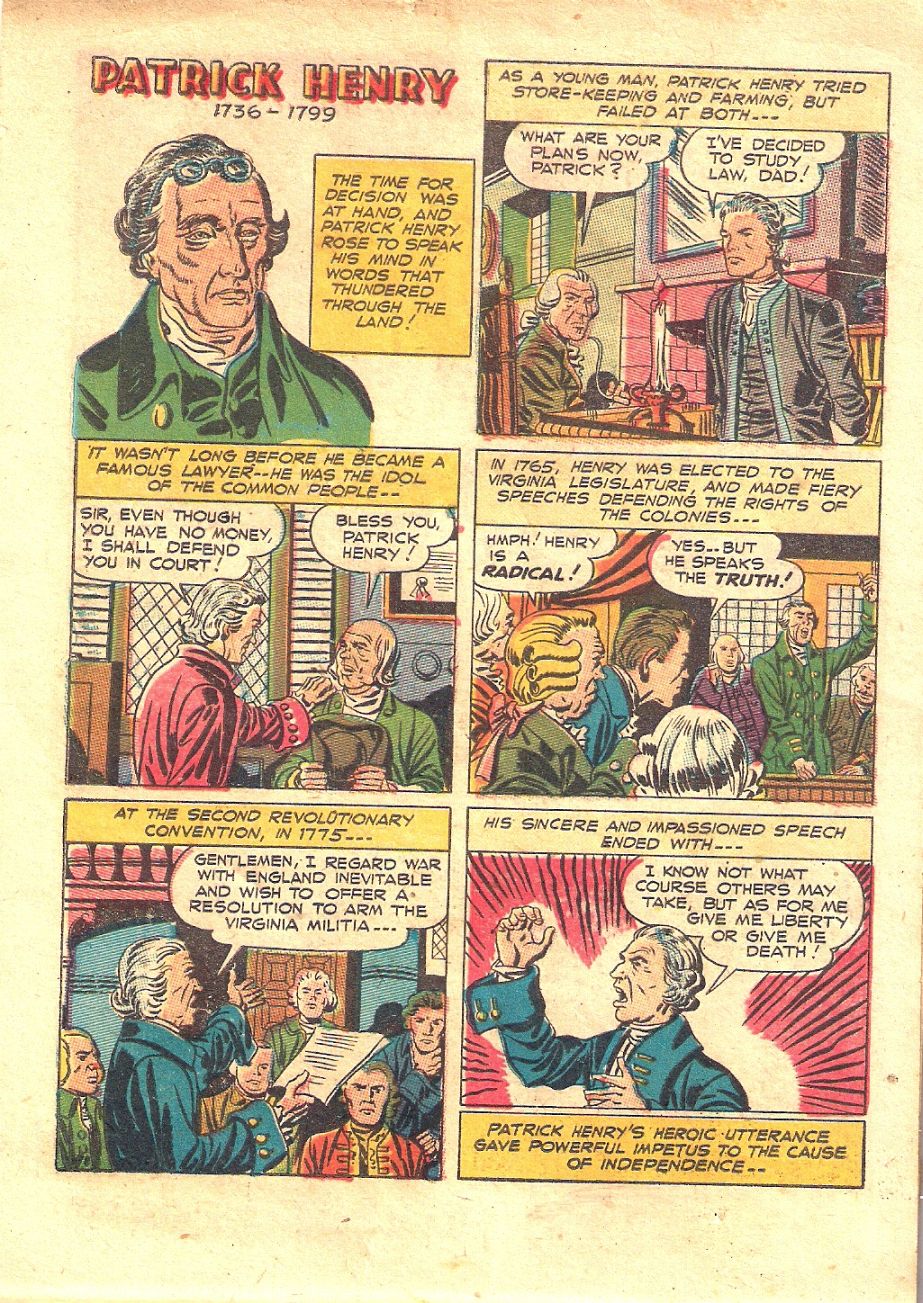 PATRICK HENRY
1736 – 1799
THE TIME FOR
DECISION WAS
AT HAND, AND
PATRICK HENRY
ROSE TO SPEAK
HIS MIND IN
WORDS THAT
THUNDERED
THROUGH THE
LAND!
AS A YOUNG MAN, PATRICK HENRY TRIED
STORE-KEEPING AND FARMING, BUT
FAILED AT BOTH---
WHAT ARE YOUR
PLANS NOW,
PATRICK?
I'VE DECIDED
TO STUDY
LAW, DAD!
IT WASN'T LONG BEFORE HE BECAME A
FAMOUS LAWYER--HE WAS THE IDOL
OF THE COMMON PEOPLE--
SIR, EVEN THOUGH
YOU HAVE NO MONEY,
I SHALL DEFEND
YOU IN COURT!
BLESS YOU,
PATRICK
HENRY!
IN 1765, HENRY WAS ELECTED TO THE
VIRGINIA LEGISLATURE, AND MADE FIERY
SPEECHES DEFENDING THE RIGHTS OF
THE COLONIES---
HMPH! HENRY
IS A
RADICAL!
YES--BUT
HE SPEAKS
THE TRUTH!
AT THE SECOND REVOLUTIONARY
CONVENTION, IN 1775---
GENTLEMEN, I REGARD WAR
WITH ENGLAND INEVITABLE
AND WISH TO OFFER A
RESOLUTION TO ARM THE
VIRGINIA MILITIA---
HIS SINCERE AND IMPASSIONED SPEECH
ENDED WITH---
I KNOW NOT WHAT
COURSE OTHERS MAY
TAKE, BUT AS FOR ME
GIVE ME LIBERTY
OR GIVE ME
DEATH!
PATRICK HENRY'S HEROIC UTTERANCE
GAVE POWERFUL IMPETUS TO THE CAUSE
OF INDEPENDENCE--